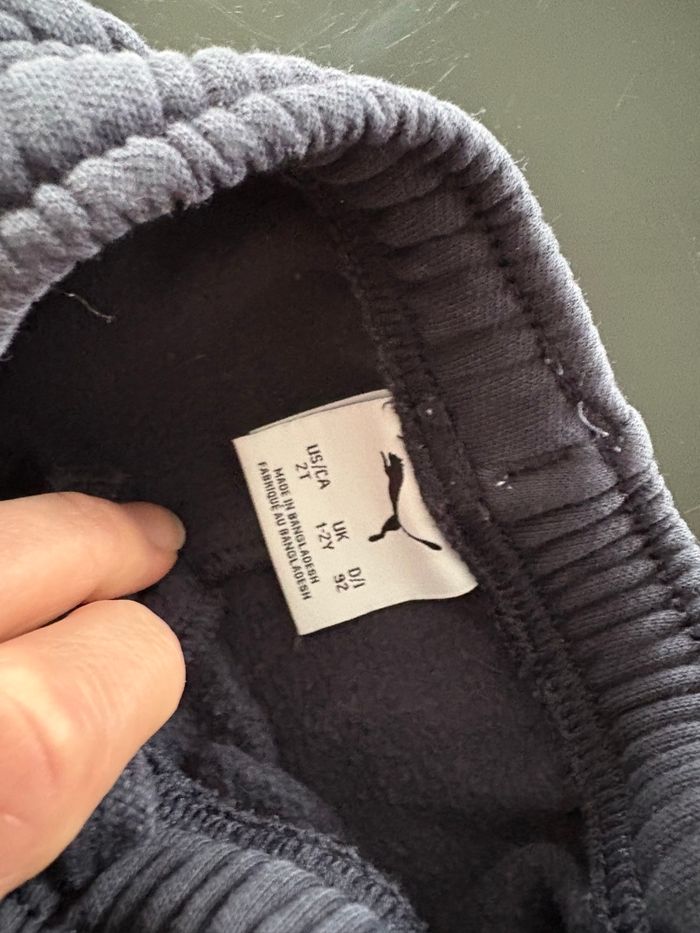 US/CA UK D/I
2T 1-2Y 92
MADE IN BANGLADESH
FABRIQUÉ AU BANGLADESH